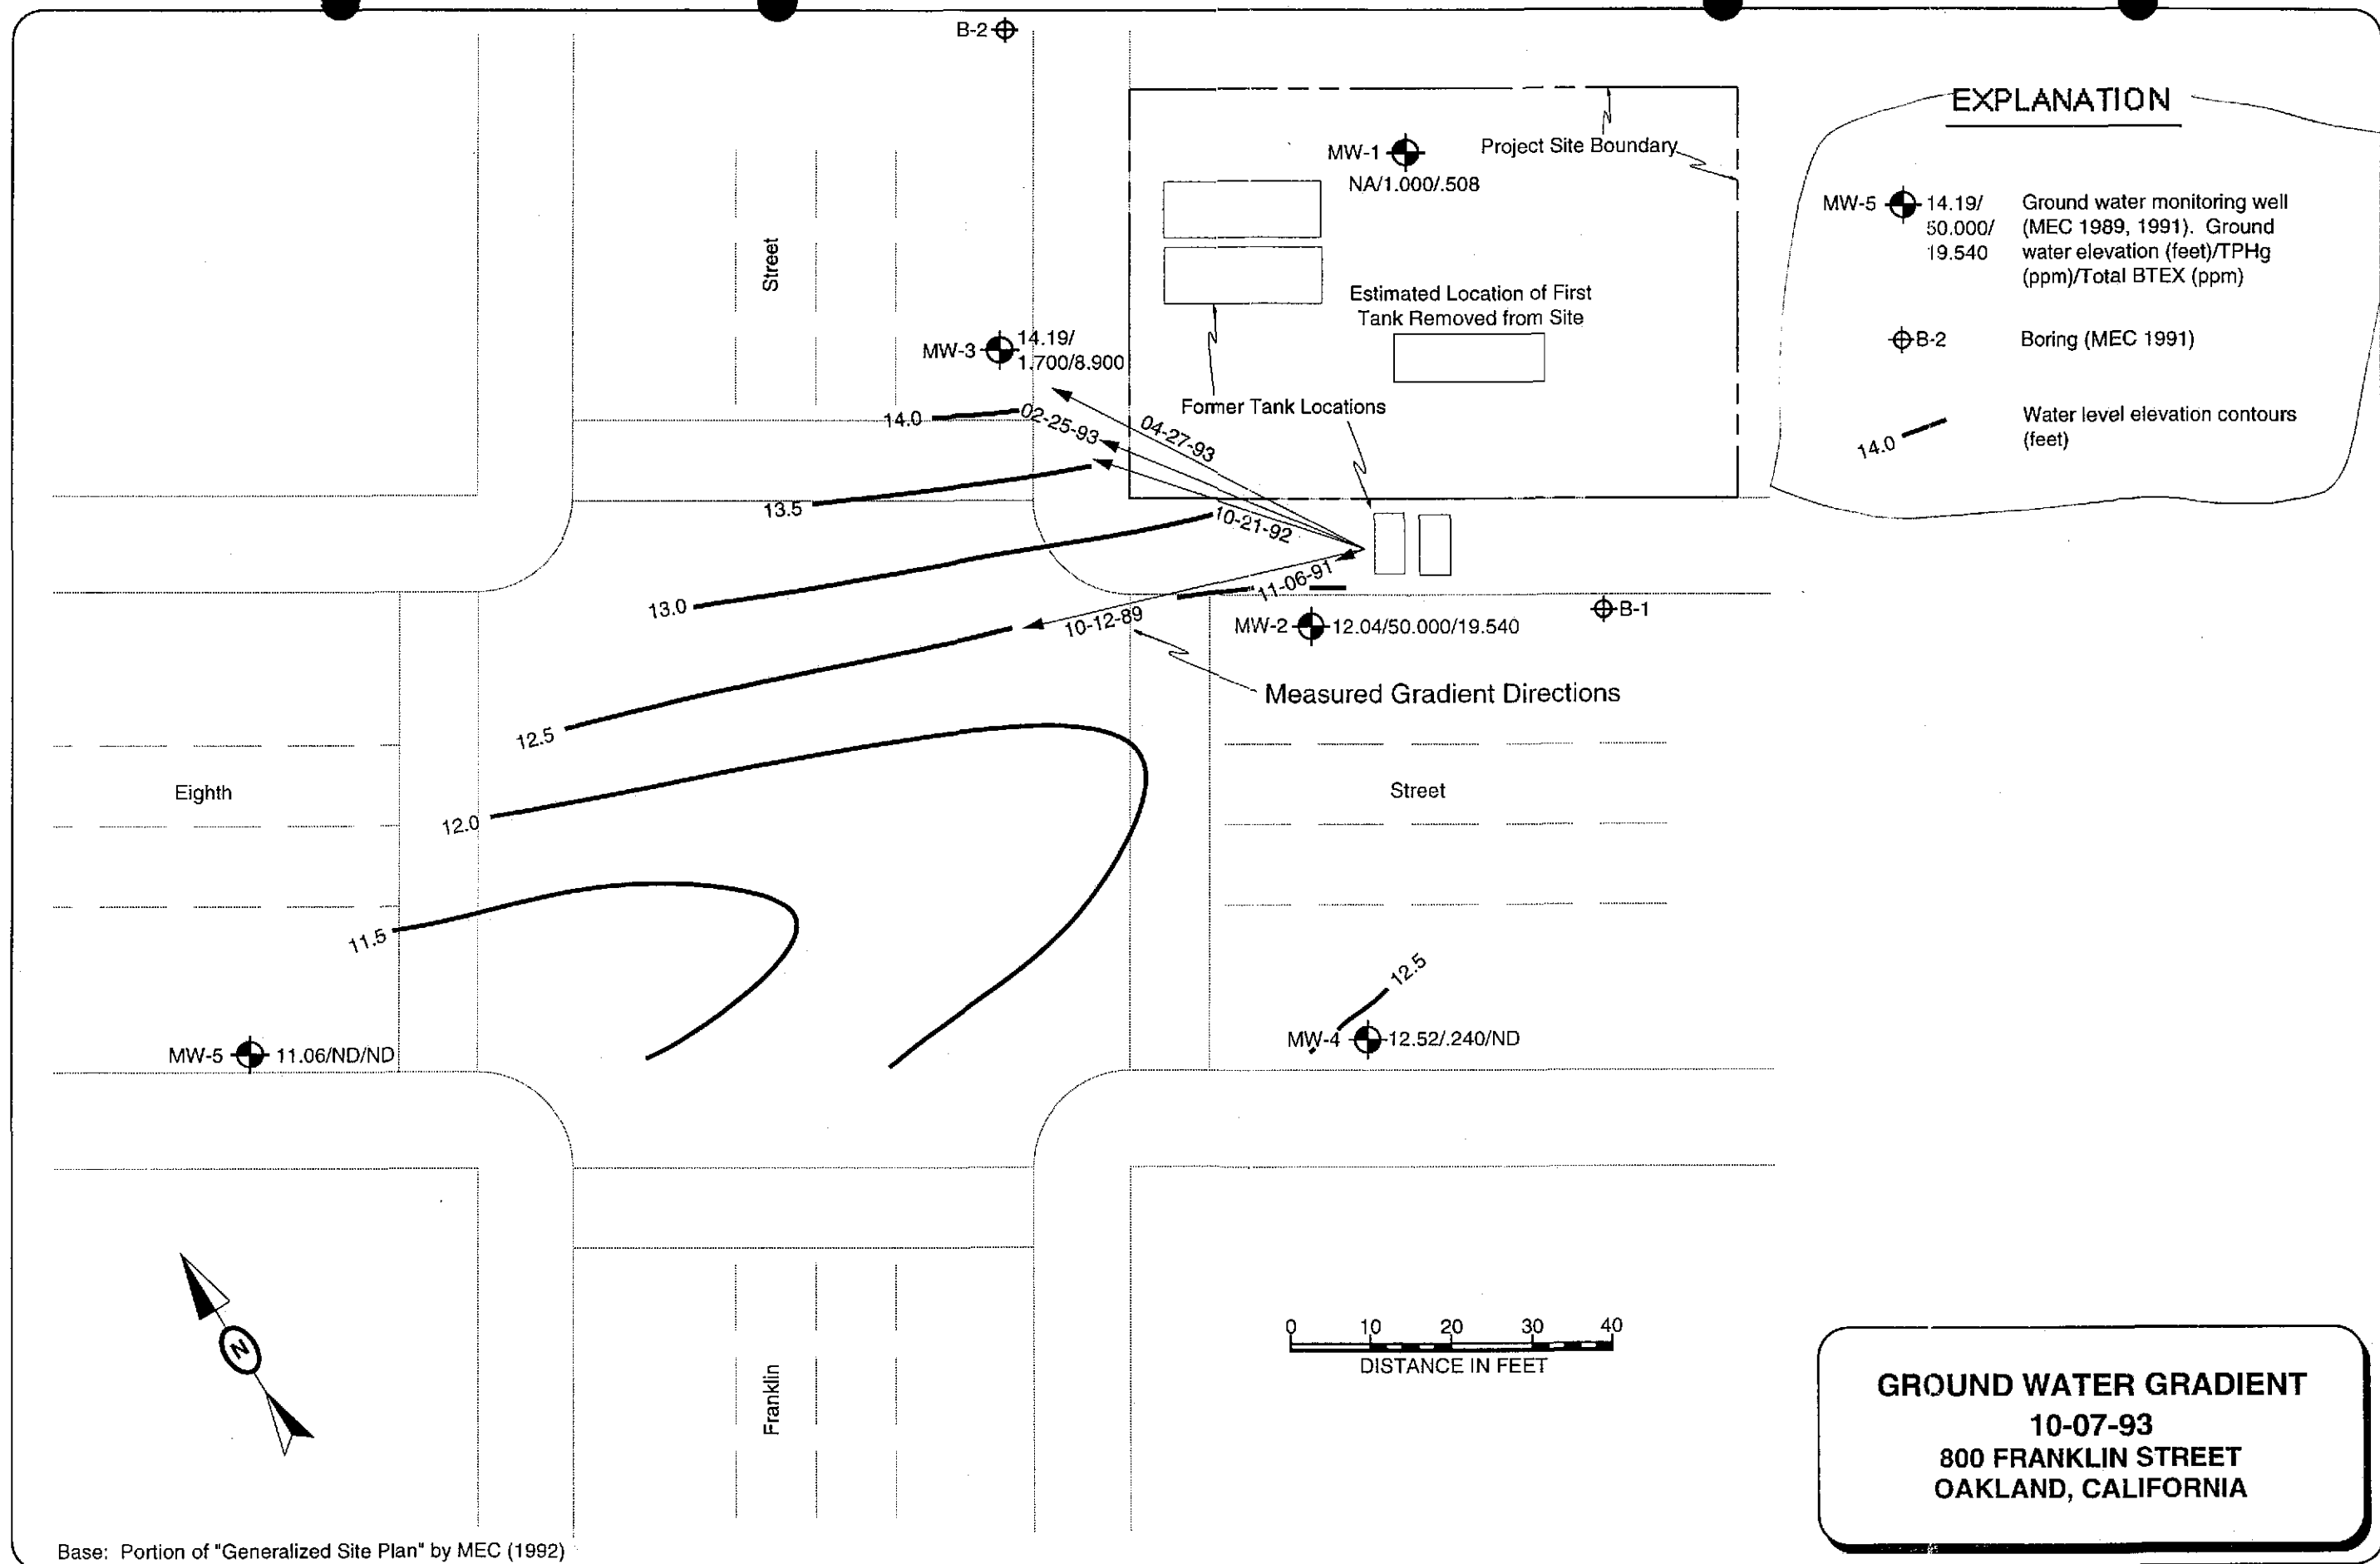 B-2
EXPLANATION
MW-1
NA/1.000/.508
Project Site Boundary
MW-5
14.19/
50.000/
19.540
Ground water monitoring well
(MEC 1989, 1991). Ground
water elevation (feet)/TPHg
(ppm)/Total BTEX (ppm)
B-2
Boring (MEC 1991)
14.0
Water level elevation contours
(feet)
Street
Estimated Location of First
Tank Removed from Site
MW-3
14.19/
1.700/8.900
Former Tank Locations
14.0
02-25-93
04-27-93
13.5
10-21-92
13.0
11-06-91
10-12-89
B-1
MW-2
12.04/50.000/19.540
Measured Gradient Directions
12.5
Eighth
12.0
Street
11.5
12.5
MW-5
11.06/ND/ND
MW-4
12.52/.240/ND
N
0 10 20 30 40
DISTANCE IN FEET
Franklin
GROUND WATER GRADIENT
10-07-93
800 FRANKLIN STREET
OAKLAND, CALIFORNIA
Base: Portion of "Generalized Site Plan" by MEC (1992)